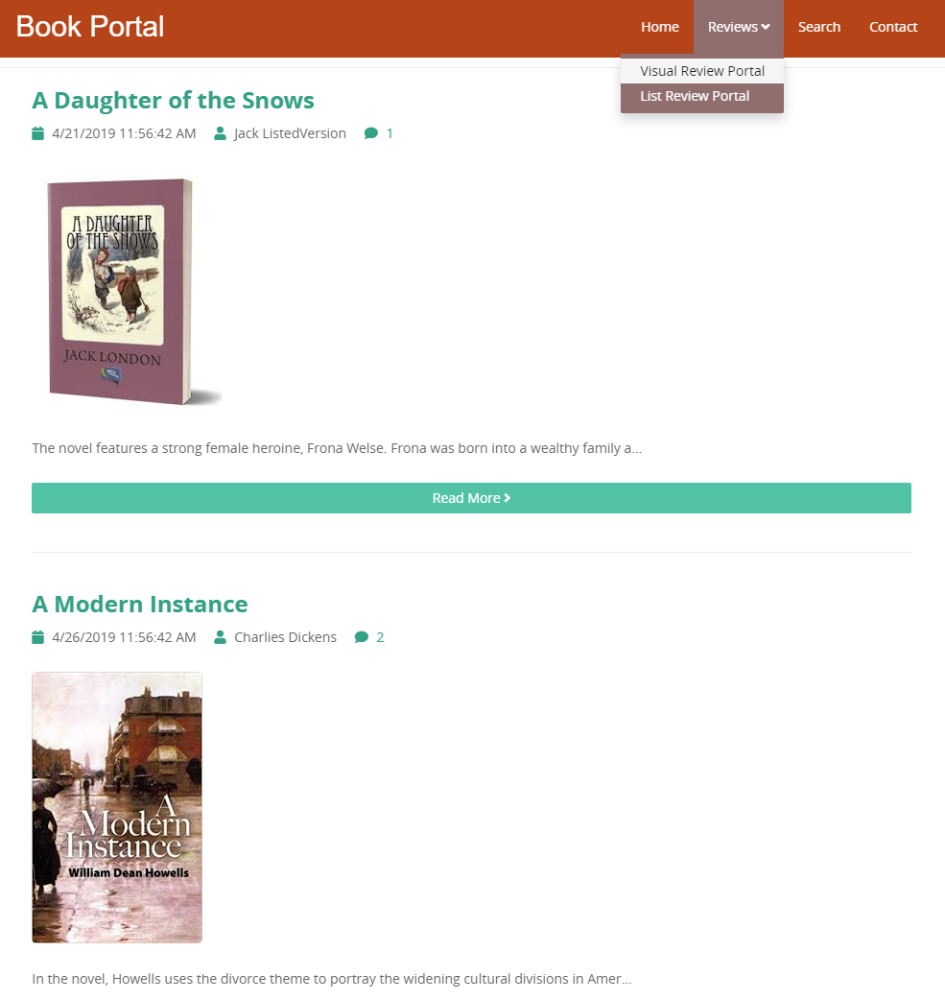 Book Portal
Home Reviews Search Contact
Visual Review Portal
List Review Portal
A Daughter of the Snows
4/21/2019 11:56:42 AM Jack ListedVersion 1
A DAUGHTER
OF THE SNOWS
JACK LONDON
The novel features a strong female heroine, Frona Welse. Frona was born into a wealthy family a...
Read More
A Modern Instance
4/26/2019 11:56:42 AM Charlies Dickens 2
A
Modern
Instance
William Dean Howells
In the novel, Howells uses the divorce theme to portray the widening cultural divisions in Amer...